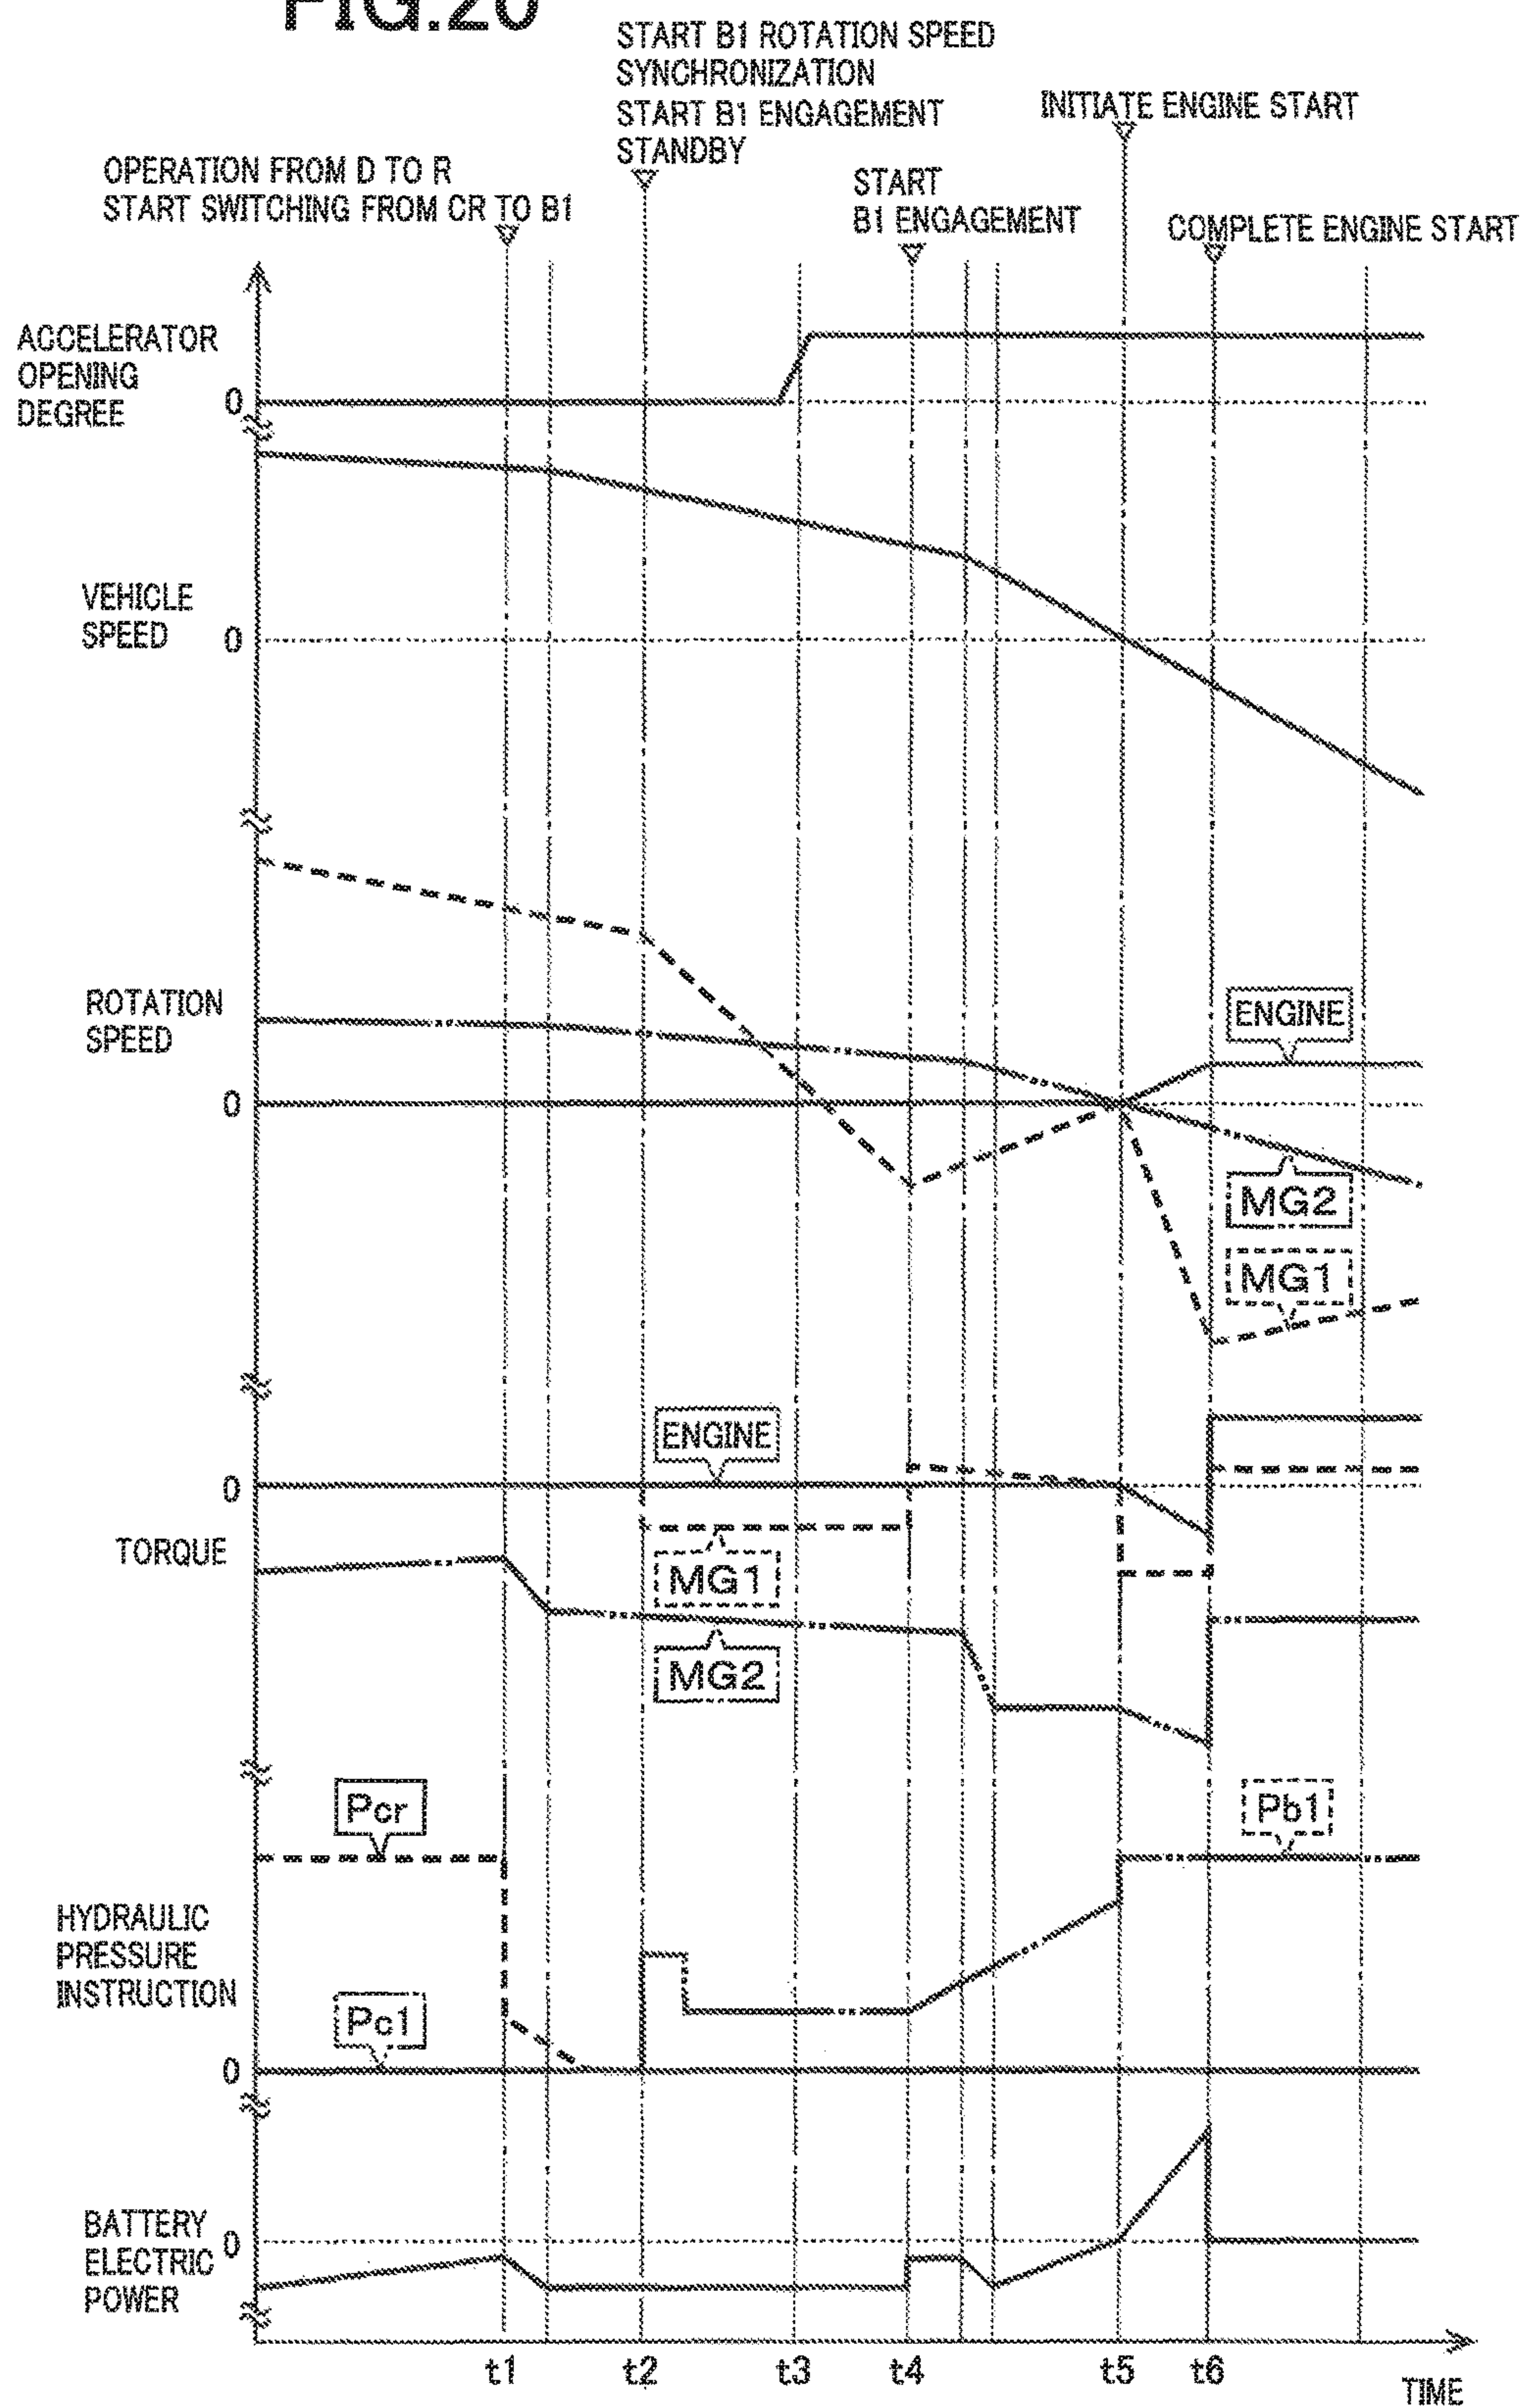 FIG.20
START B1 ROTATION SPEED
SYNCHRONIZATION
START B1 ENGAGEMENT
STANDBY
INITIATE ENGINE START
OPERATION FROM D TO R
START SWITCHING FROM CR TO B1
START
B1 ENGAGEMENT
COMPLETE ENGINE START
ACCELERATOR
OPENING
DEGREE
0
VEHICLE
SPEED
0
ROTATION
SPEED
0
ENGINE
MG2
MG1
ENGINE
0
TORQUE
MG1
MG2
Pcr
Pb1
HYDRAULIC
PRESSURE
INSTRUCTION
Pc1
0
BATTERY
ELECTRIC
POWER
0
t1
t2
t3
t4
t5
t6
TIME